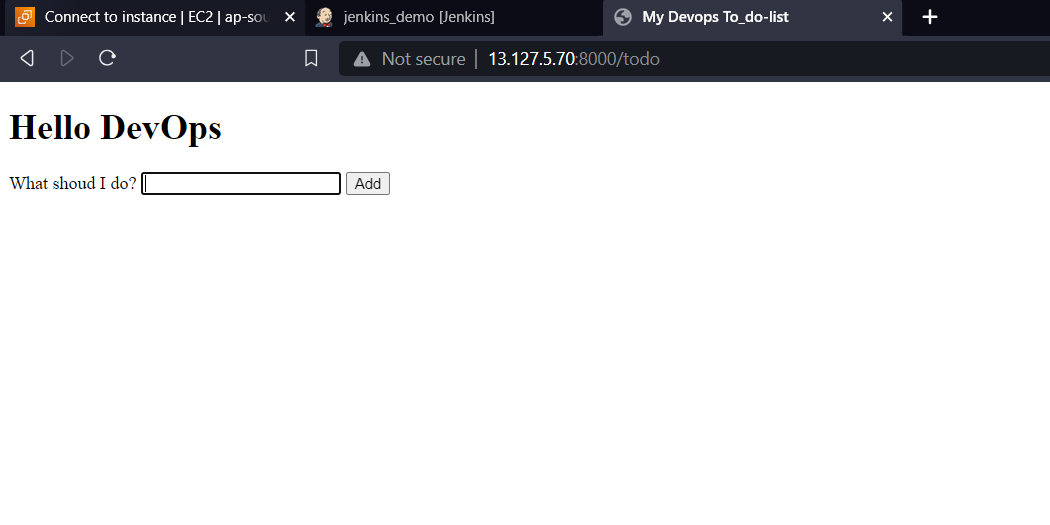 Connect to instance | EC2 | ap-sou
jenkins_demo [Jenkins]
My Devops To_do-list
Not secure
13.127.5.70:8000/todo
Hello DevOps
What shoud I do?
Add